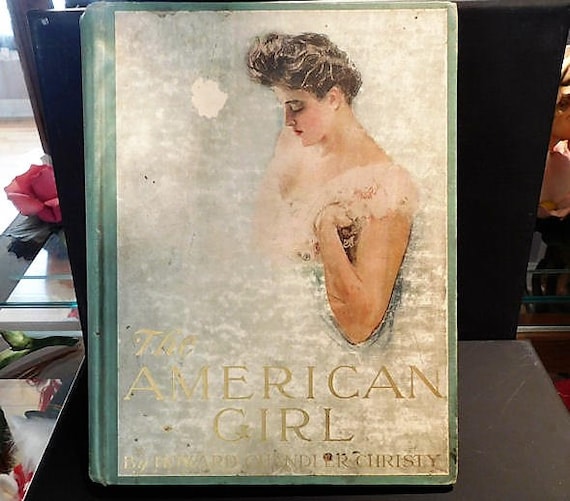 The
AMERICAN
GIRL
By HOWARD CHANDLER CHRISTY